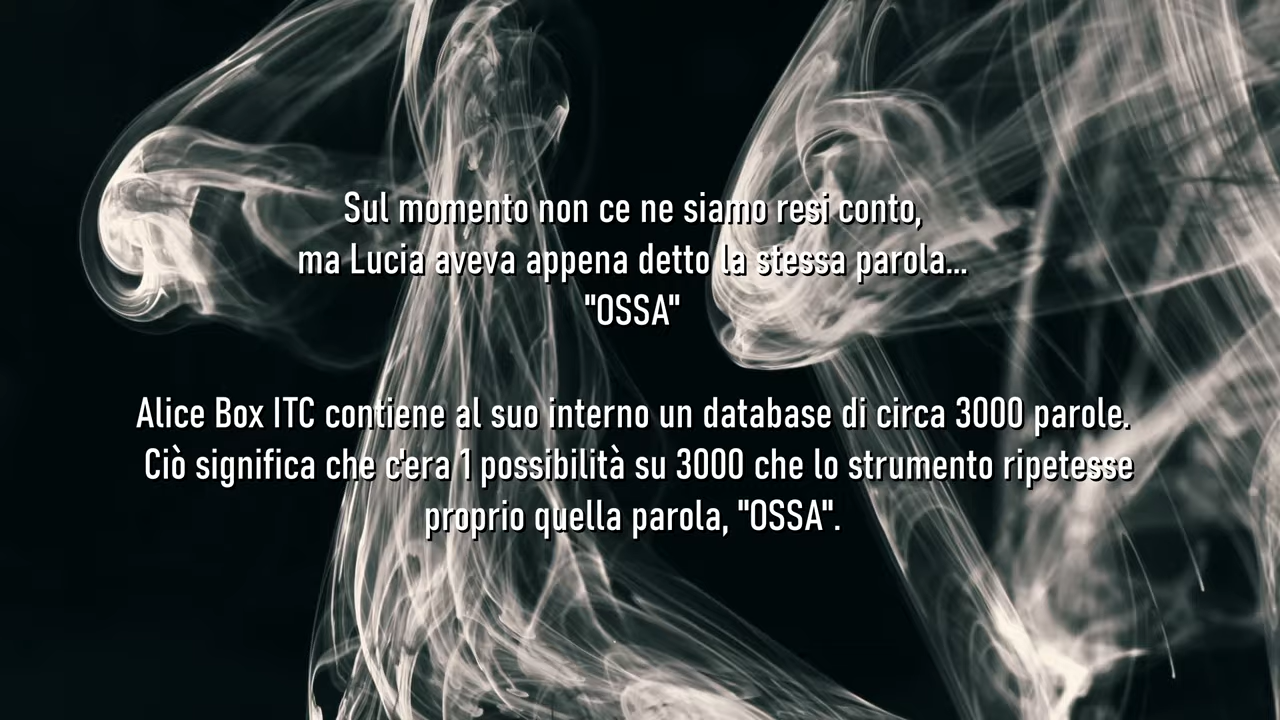 Sul momento non ce ne siamo resi conto,
ma Lucia aveva appena detto la stessa parola...
"OSSA"
Alice Box ITC contiene al suo interno un database di circa 3000 parole.
Ciò significa che c'era 1 possibilità su 3000 che lo strumento ripetesse
proprio quella parola, "OSSA".